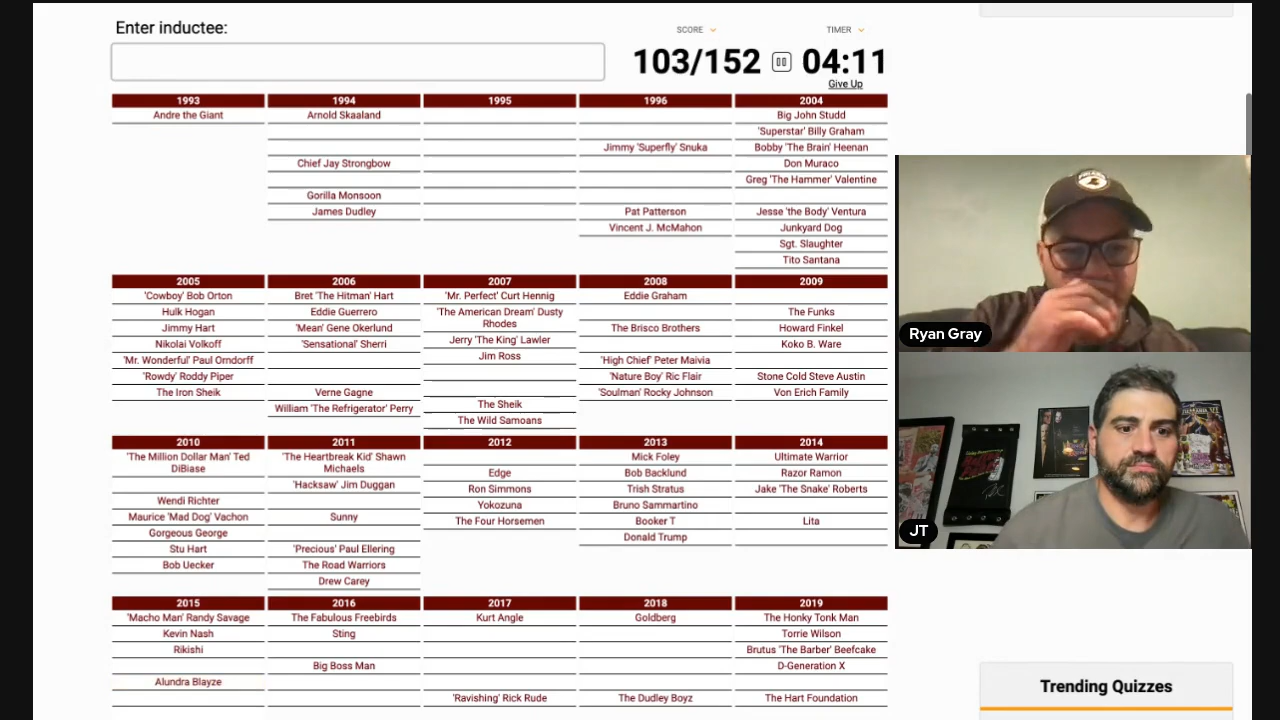 Enter inductee:
SCORE
TIMER
103/152
04:11
Give Up
1993
Andre the Giant
1994
Arnold Skaaland
Chief Jay Strongbow
Gorilla Monsoon
James Dudley
1995
1996
Jimmy 'Superfly' Snuka
Pat Patterson
Vincent J. McMahon
2004
Big John Studd
'Superstar' Billy Graham
Bobby 'The Brain' Heenan
Don Muraco
Greg 'The Hammer' Valentine
Jesse 'the Body' Ventura
Junkyard Dog
Sgt. Slaughter
Tito Santana
2005
'Cowboy' Bob Orton
Hulk Hogan
Jimmy Hart
Nikolai Volkoff
'Mr. Wonderful' Paul Orndorff
'Rowdy' Roddy Piper
The Iron Sheik
2006
Bret 'The Hitman' Hart
Eddie Guerrero
'Mean' Gene Okerlund
'Sensational' Sherri
Verne Gagne
William 'The Refrigerator' Perry
2007
'Mr. Perfect' Curt Hennig
'The American Dream' Dusty
Rhodes
Jerry 'The King' Lawler
Jim Ross
The Sheik
The Wild Samoans
2008
Eddie Graham
The Brisco Brothers
'High Chief' Peter Maivia
'Nature Boy' Ric Flair
'Soulman' Rocky Johnson
2009
The Funks
Howard Finkel
Koko B. Ware
Stone Cold Steve Austin
Von Erich Family
2010
'The Million Dollar Man' Ted
DiBiase
Wendi Richter
Maurice 'Mad Dog' Vachon
Gorgeous George
Stu Hart
Bob Uecker
2011
'The Heartbreak Kid' Shawn
Michaels
'Hacksaw' Jim Duggan
Sunny
'Precious' Paul Ellering
The Road Warriors
Drew Carey
2012
Edge
Ron Simmons
Yokozuna
The Four Horsemen
2013
Mick Foley
Bob Backlund
Trish Stratus
Bruno Sammartino
Booker T
Donald Trump
2014
Ultimate Warrior
Razor Ramon
Jake 'The Snake' Roberts
Lita
2015
'Macho Man' Randy Savage
Kevin Nash
Rikishi
Alundra Blayze
2016
The Fabulous Freebirds
Sting
Big Boss Man
2017
Kurt Angle
'Ravishing' Rick Rude
2018
Goldberg
The Dudley Boyz
2019
The Honky Tonk Man
Torrie Wilson
Brutus 'The Barber' Beefcake
D-Generation X
The Hart Foundation
Ryan Gray
JT
Trending Quizzes